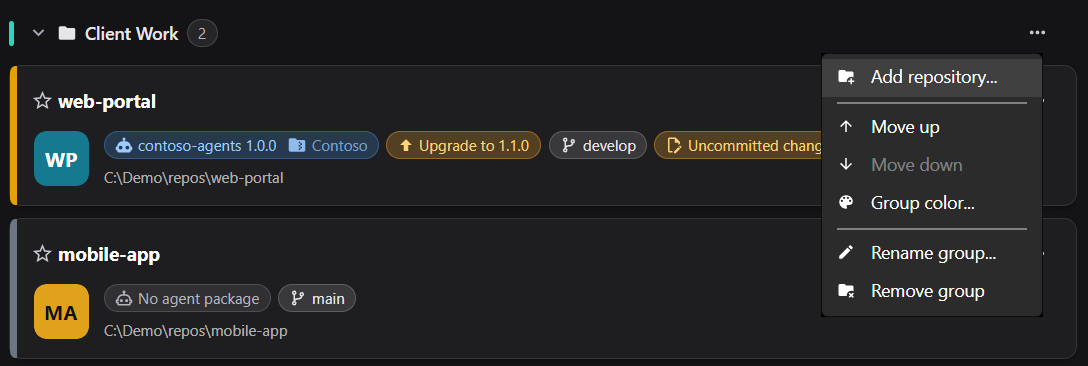 Client Work 2
Add repository...
web-portal
Move up
WP contoso-agents 1.0.0 Contoso Upgrade to 1.1.0 develop Uncommitted chang
Move down
C:\Demo\repos\web-portal
Group color...
mobile-app
Rename group...
MA No agent package main
Remove group
C:\Demo\repos\mobile-app